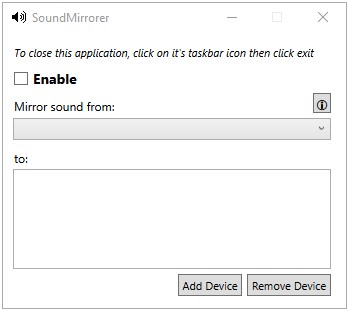 SoundMirrorer
To close this application, click on it's taskbar icon then click exit
Enable
Mirror sound from:
to:
Add Device Remove Device